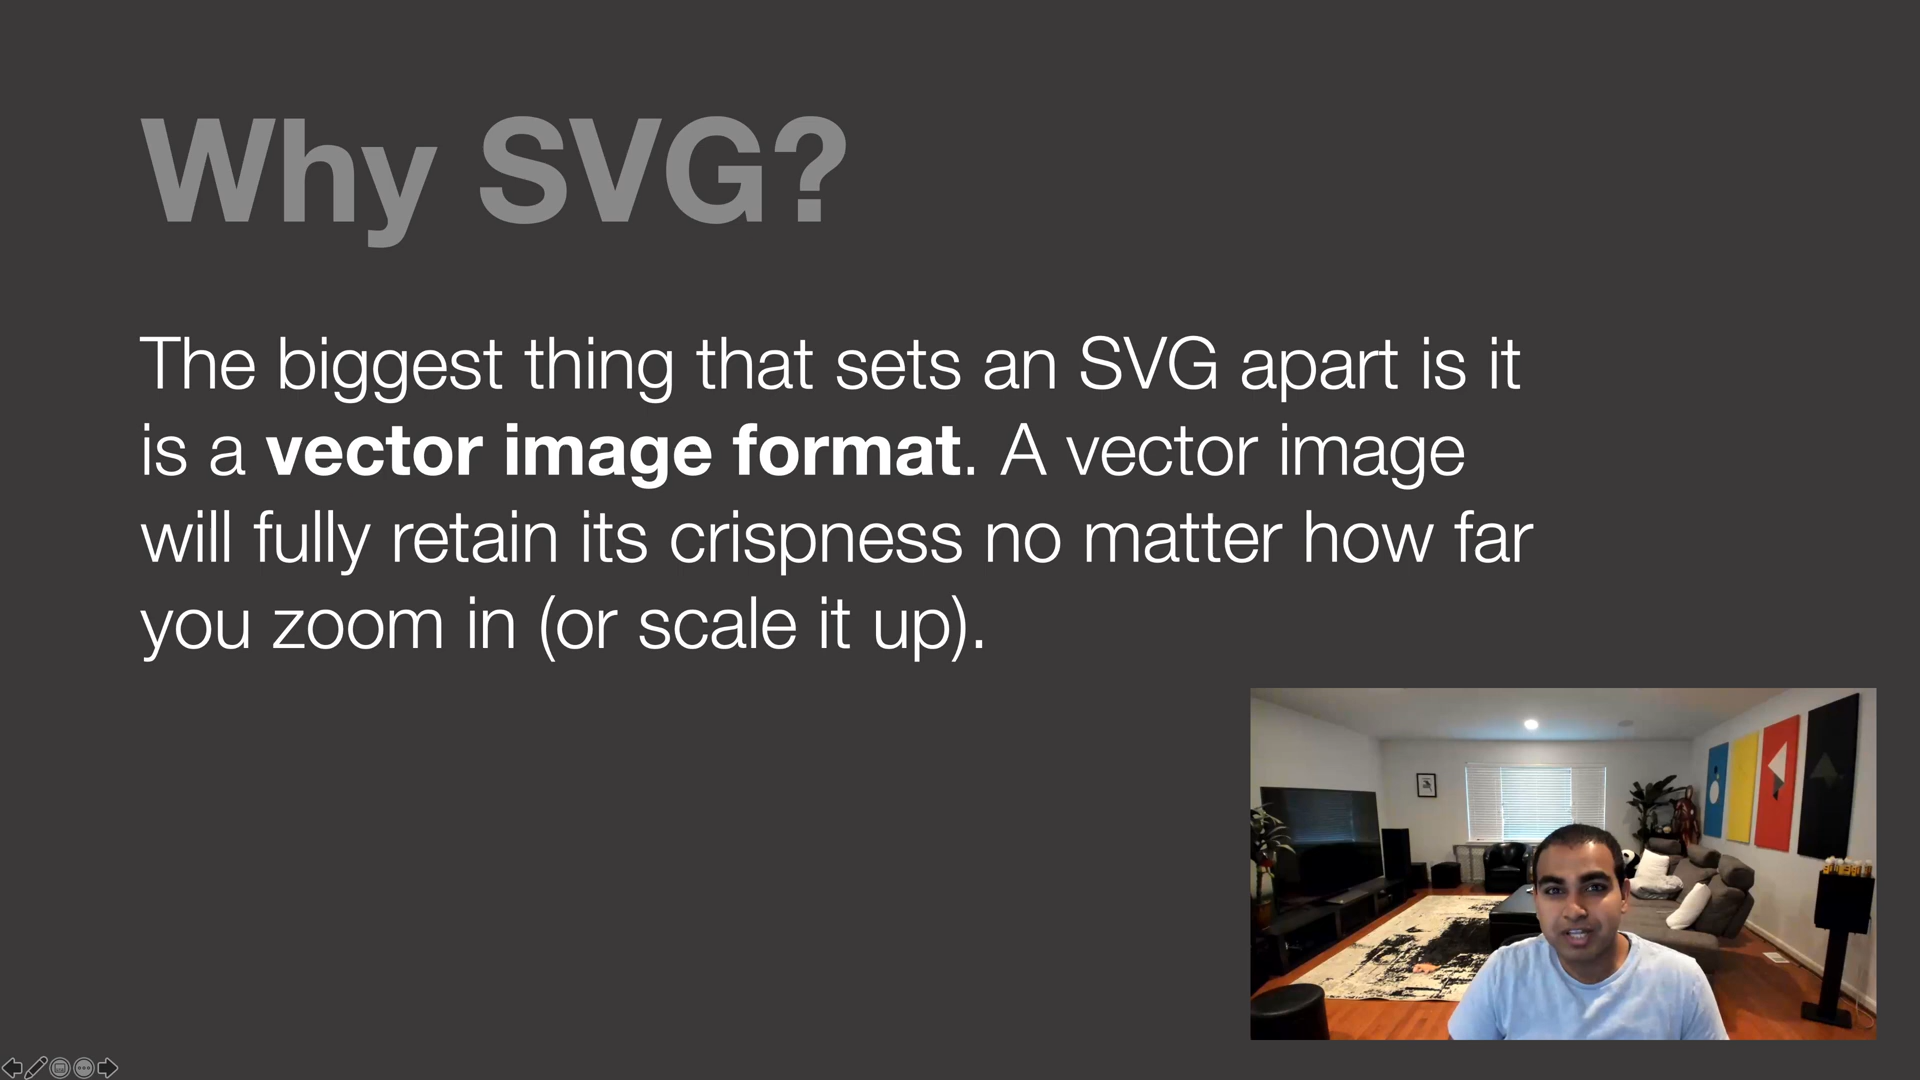 Why SVG?
The biggest thing that sets an SVG apart is it
is a vector image format. A vector image
will fully retain its crispness no matter how far
you zoom in (or scale it up).